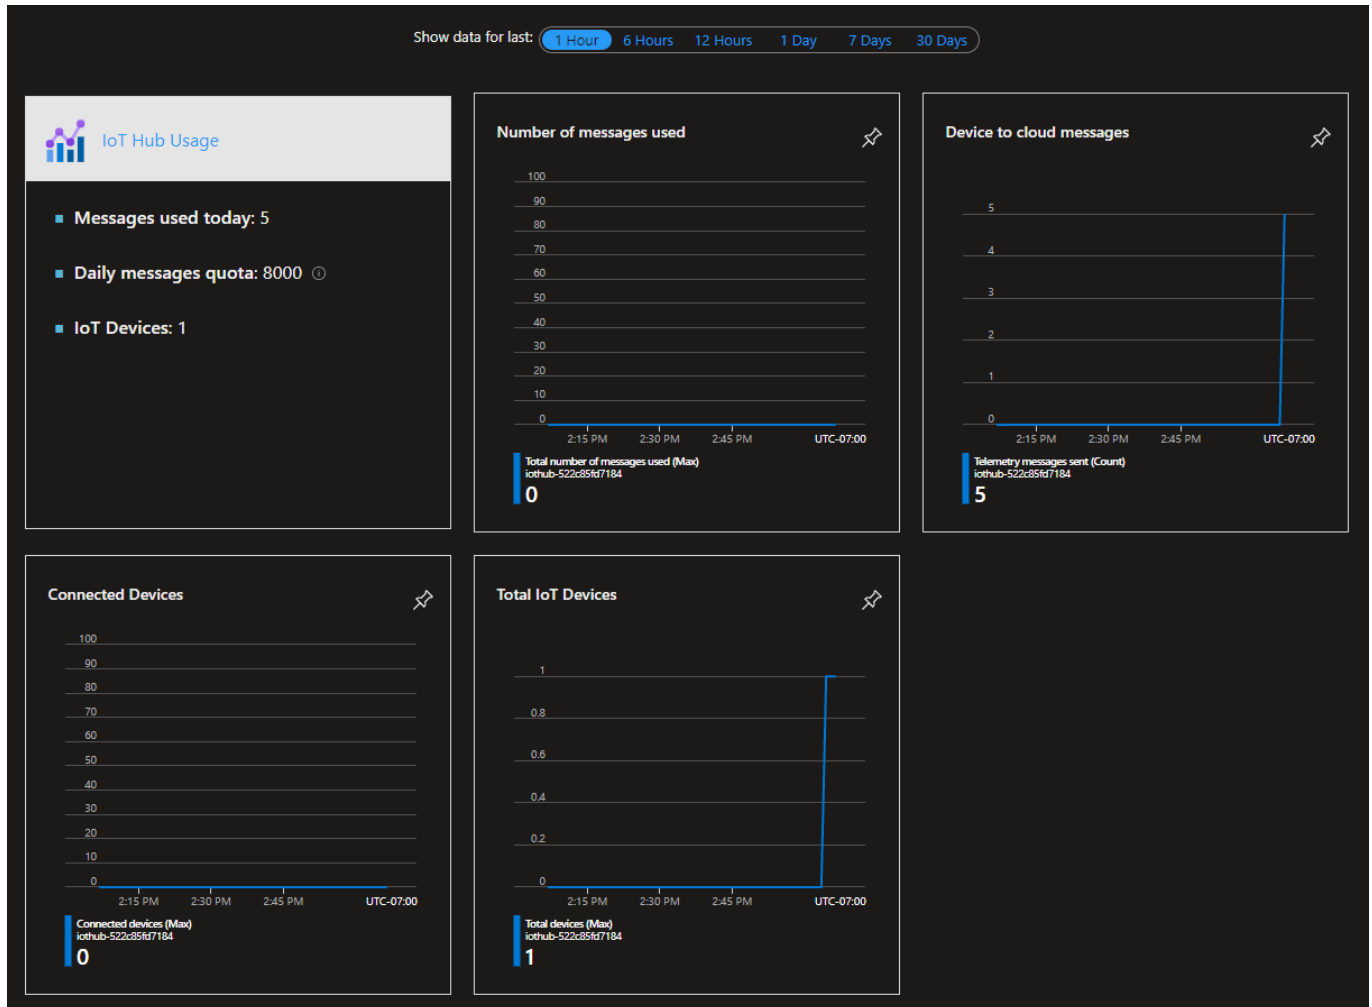 Show data for last: 1 Hour 6 Hours 12 Hours 1 Day 7 Days 30 Days
IoT Hub Usage
Messages used today: 5
Daily messages quota: 8000
IoT Devices: 1
Number of messages used
100
90
80
70
60
50
40
30
20
10
0
2:15 PM 2:30 PM 2:45 PM UTC-07:00
Total number of messages used (Max)
iothub-522c85fd7184
0
Device to cloud messages
5
4
3
2
1
0
2:15 PM 2:30 PM 2:45 PM UTC-07:00
Telemetry messages sent (Count)
iothub-522c85fd7184
5
Connected Devices
100
90
80
70
60
50
40
30
20
10
0
2:15 PM 2:30 PM 2:45 PM UTC-07:00
Connected devices (Max)
iothub-522c85fd7184
0
Total IoT Devices
1
0.8
0.6
0.4
0.2
0
2:15 PM 2:30 PM 2:45 PM UTC-07:00
Total devices (Max)
iothub-522c85fd7184
1